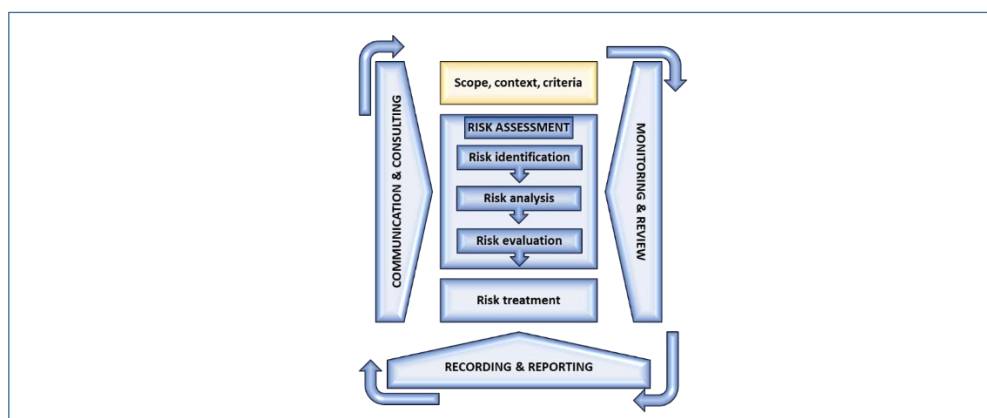 Scope, context, criteria
RISK ASSESSMENT
Risk identification
Risk analysis
Risk evaluation
Risk treatment
COMMUNICATION & CONSULTING
MONITORING & REVIEW
RECORDING & REPORTING